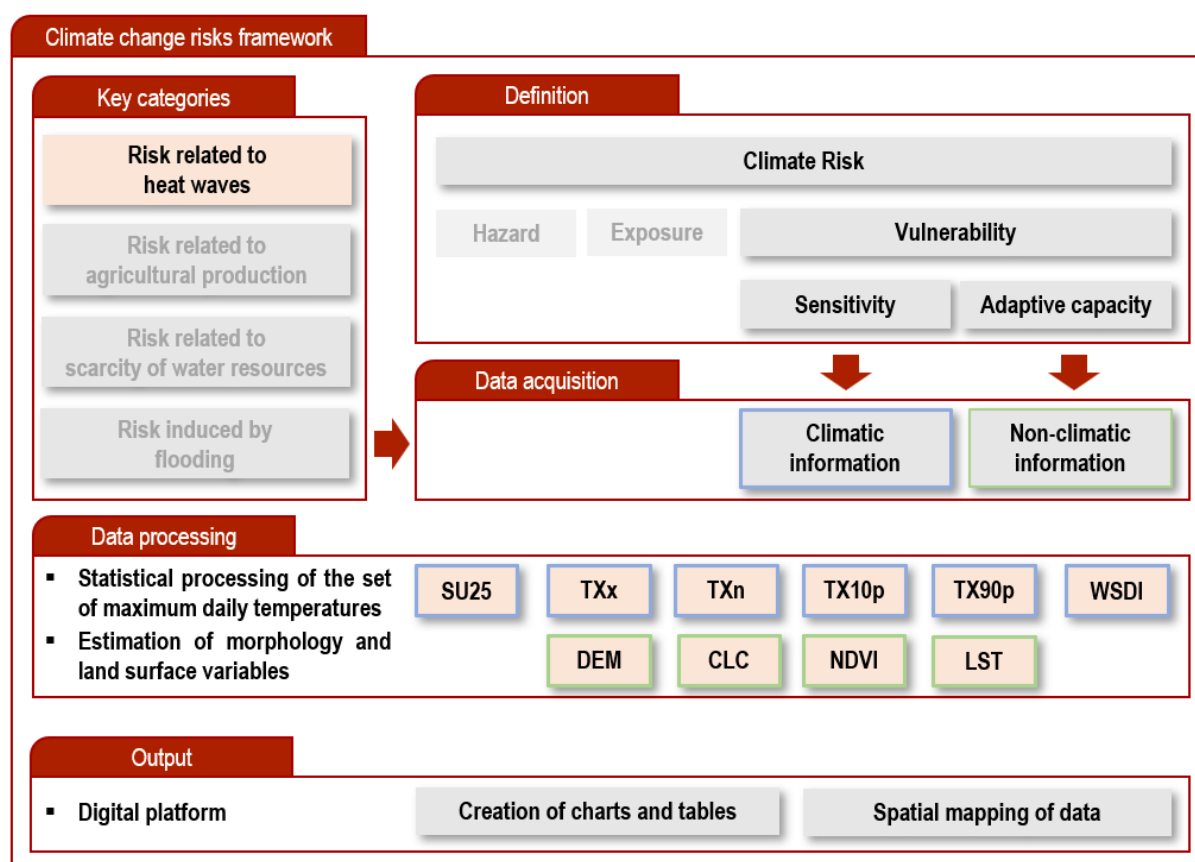 Climate change risks framework
Key categories
Risk related to
heat waves
Risk related to
agricultural production
Risk related to
scarcity of water resources
Risk induced by
flooding
Definition
Climate Risk
Hazard
Exposure
Vulnerability
Sensitivity
Adaptive capacity
Data acquisition
Climatic
information
Non-climatic
information
Data processing
▪ Statistical processing of the set
of maximum daily temperatures
▪ Estimation of morphology and
land surface variables
SU25
TXx
TXn
TX10p
TX90p
WSDI
DEM
CLC
NDVI
LST
Output
▪ Digital platform
Creation of charts and tables
Spatial mapping of data